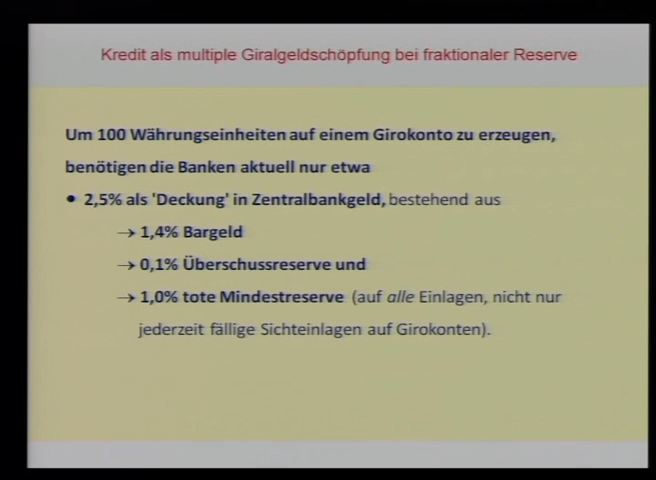 Kredit als multiple Giralgeldschöpfung bei fraktionaler Reserve
Um 100 Währungseinheiten auf einem Girokonto zu erzeugen,
benötigen die Banken aktuell nur etwa
• 2,5% als 'Deckung' in Zentralbankgeld, bestehend aus
→ 1,4% Bargeld
→ 0,1% Überschussreserve und
→ 1,0% tote Mindestreserve (auf alle Einlagen, nicht nur
jederzeit fällige Sichteinlagen auf Girokonten).